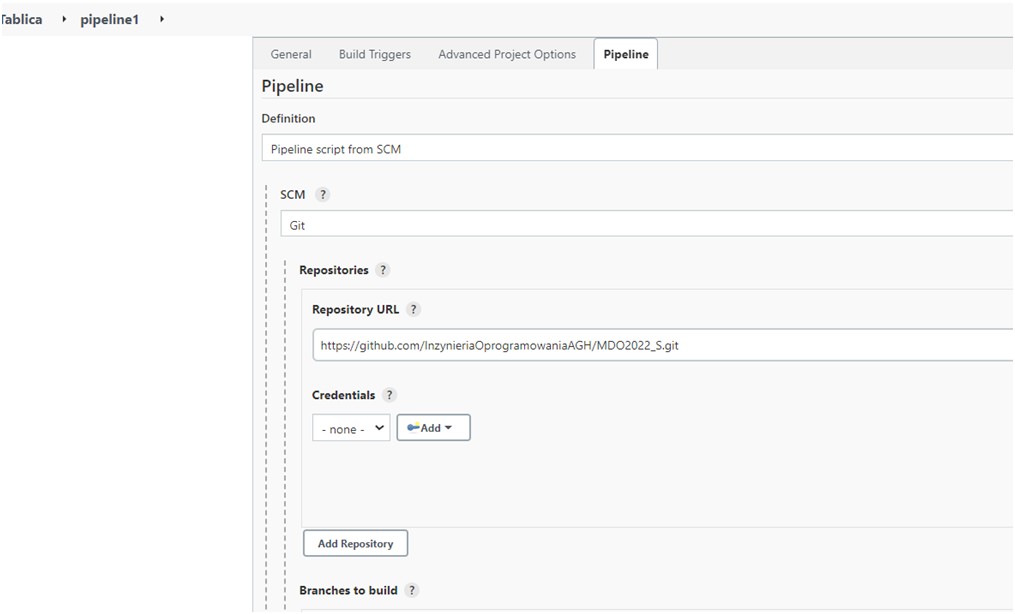 Tablica pipeline1
General Build Triggers Advanced Project Options Pipeline
Pipeline
Definition
Pipeline script from SCM
SCM ?
Git
Repositories ?
Repository URL ?
https://github.com/InzynieriaOprogramowaniaAGH/MDO2022_S.git
Credentials ?
- none - Add
Add Repository
Branches to build ?